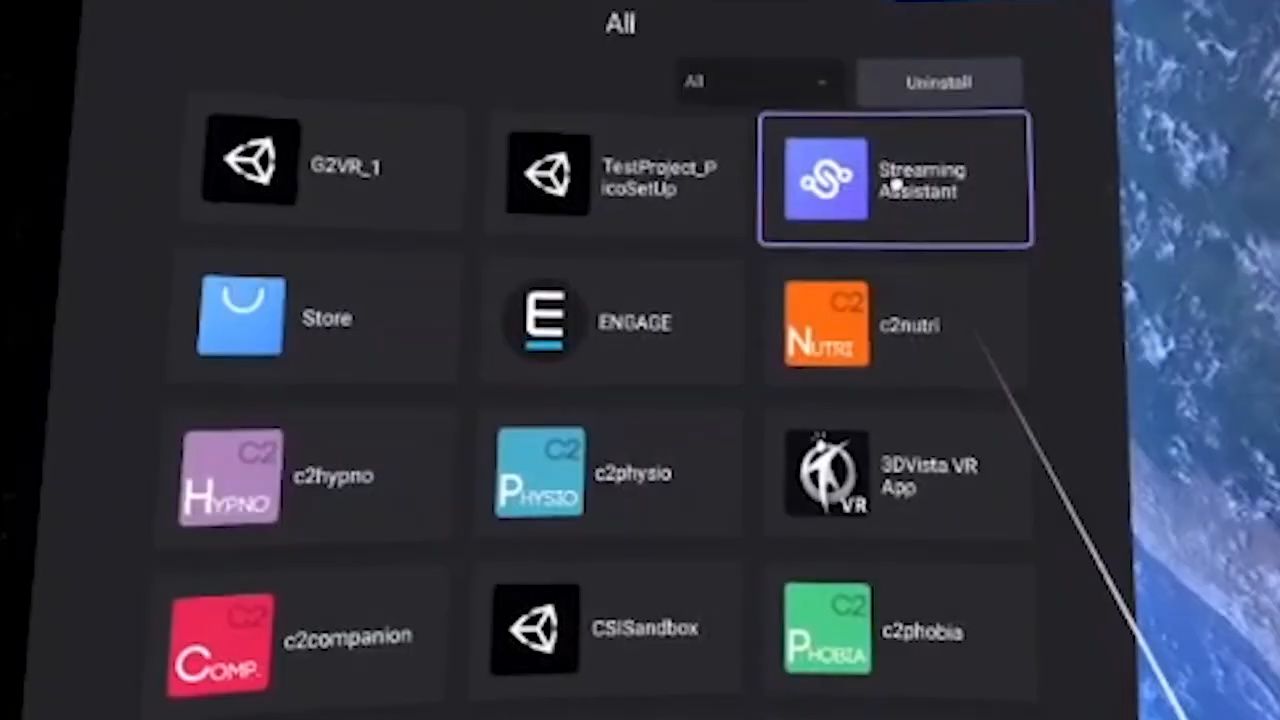 All
All
Uninstall
G2VR_1
TestProject_P
icoSetUp
Streaming
Assistant
Store
E
ENGAGE
C2
NUTRI
c2nutri
C2
HYPNO
c2hypno
C2
PHYSIO
c2physio
VR
3DVista VR
App
C2
COMP.
c2companion
CSISandbox
C2
PHOBIA
c2phobia